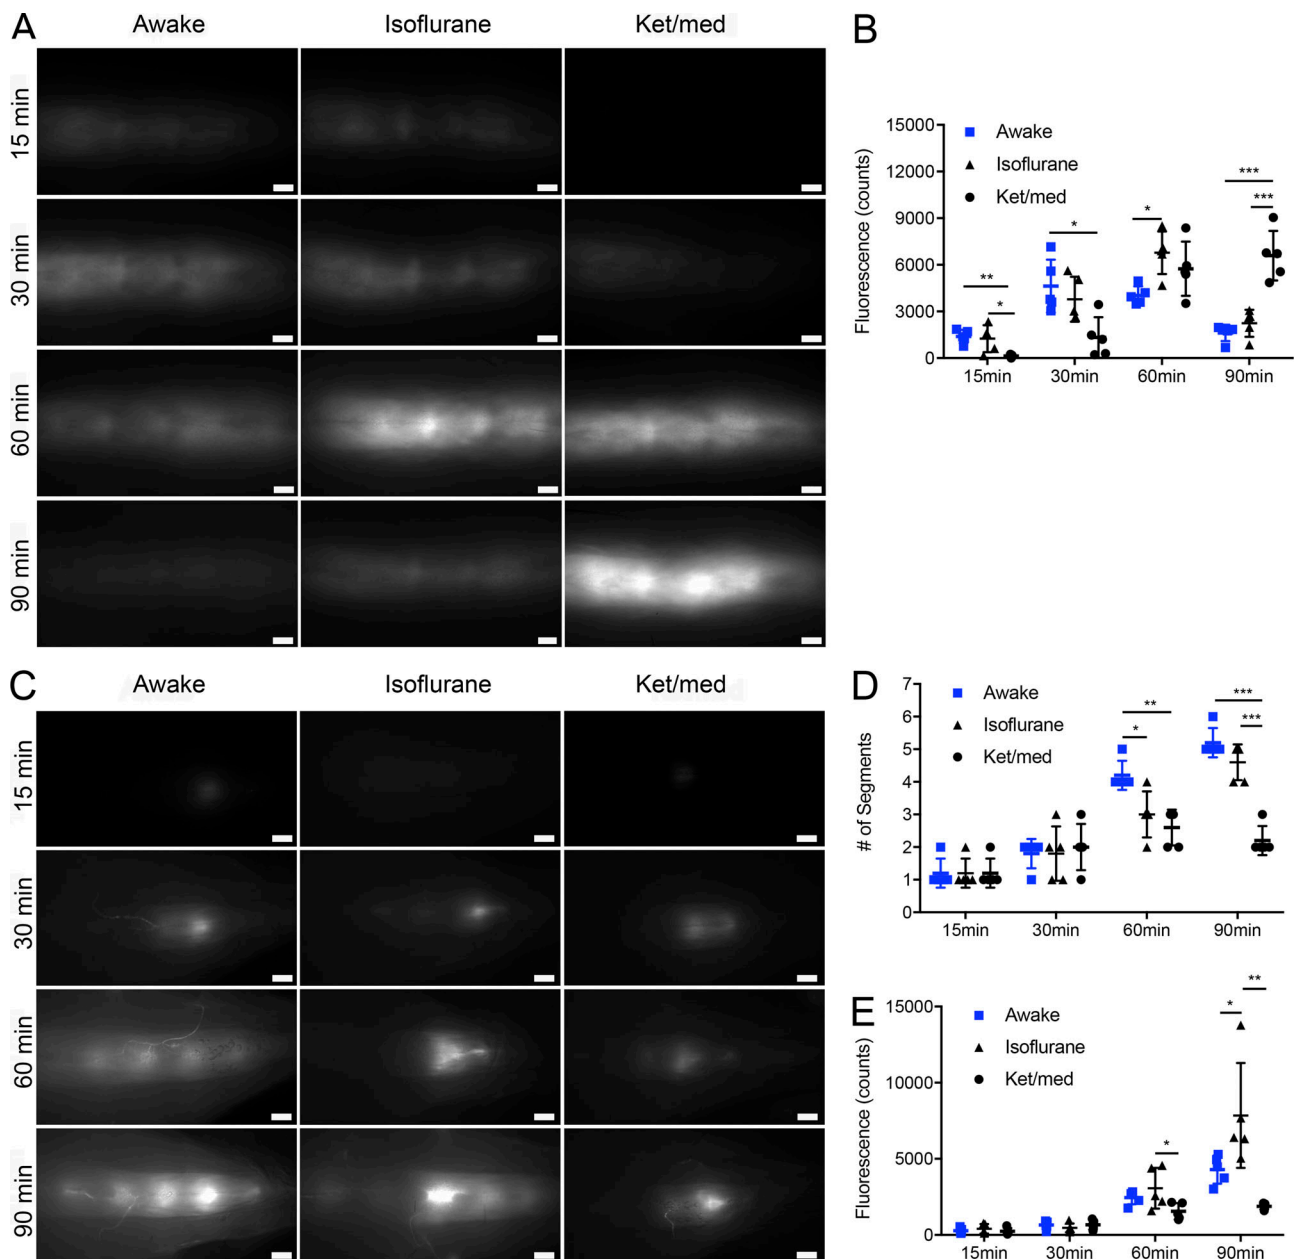 A
Awake
Isoflurane
Ket/med
15 min
30 min
60 min
90 min
B
Fluorescence (counts)
15000
12000
9000
6000
3000
0
Awake
Isoflurane
Ket/med
**
*
*
*
***
***
15min
30min
60min
90min
C
Awake
Isoflurane
Ket/med
15 min
30 min
60 min
90 min
D
# of Segments
7
6
5
4
3
2
1
0
Awake
Isoflurane
Ket/med
**
*
***
***
15min
30min
60min
90min
E
Fluorescence (counts)
15000
10000
5000
0
Awake
Isoflurane
Ket/med
*
*
**
15min
30min
60min
90min